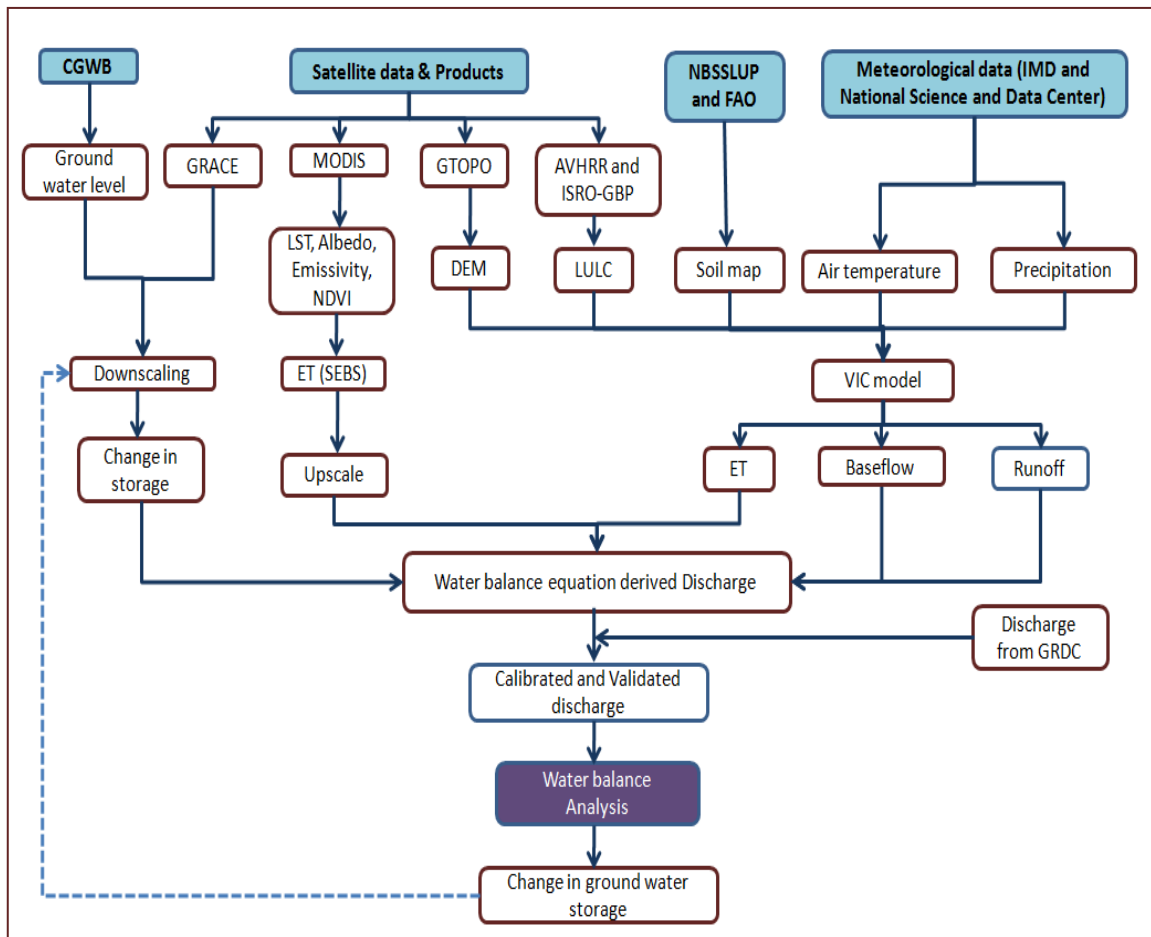 CGWB
Satellite data & Products
NBSSLUP
and FAO
Meteorological data (IMD and
National Science and Data Center)
Ground
water level
GRACE
MODIS
GTOPO
AVHRR and
ISRO-GBP
LST, Albedo,
Emissivity,
NDVI
DEM
LULC
Soil map
Air temperature
Precipitation
Downscaling
ET (SEBS)
VIC model
Change in
storage
Upscale
ET
Baseflow
Runoff
Water balance equation derived Discharge
Discharge
from GRDC
Calibrated and Validated
discharge
Water balance
Analysis
Change in ground water
storage